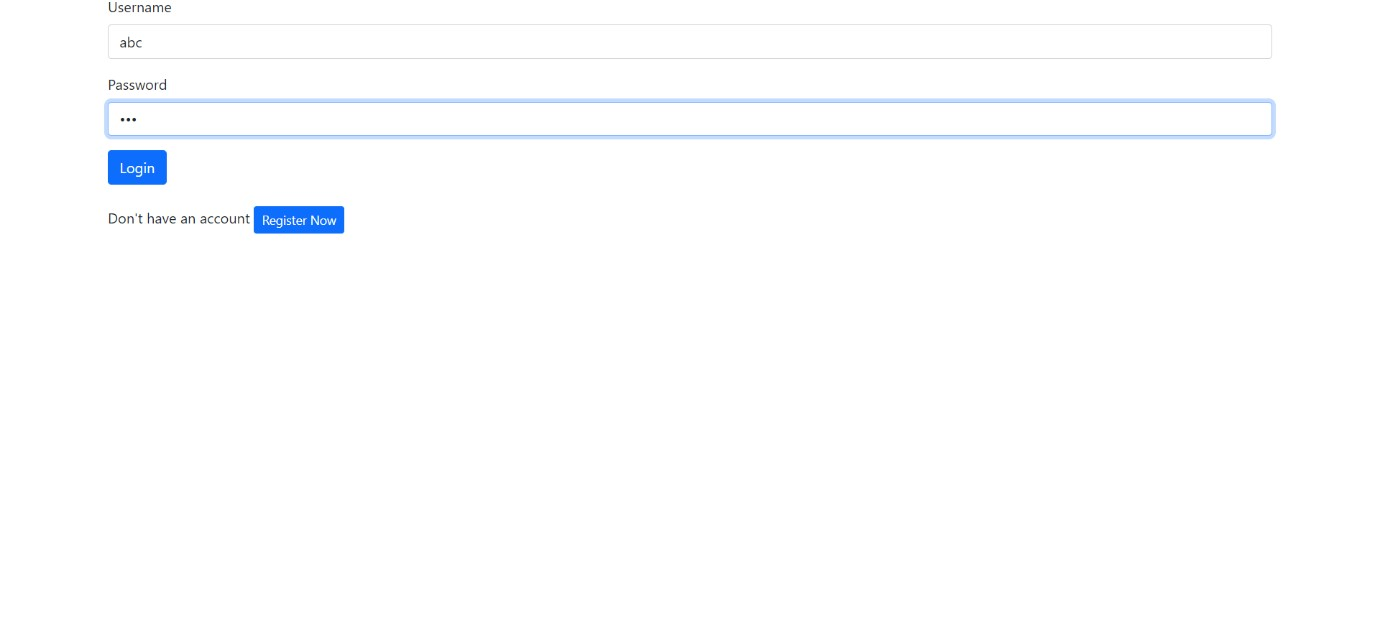 Username
abc
Password
•••
Login
Don't have an account Register Now